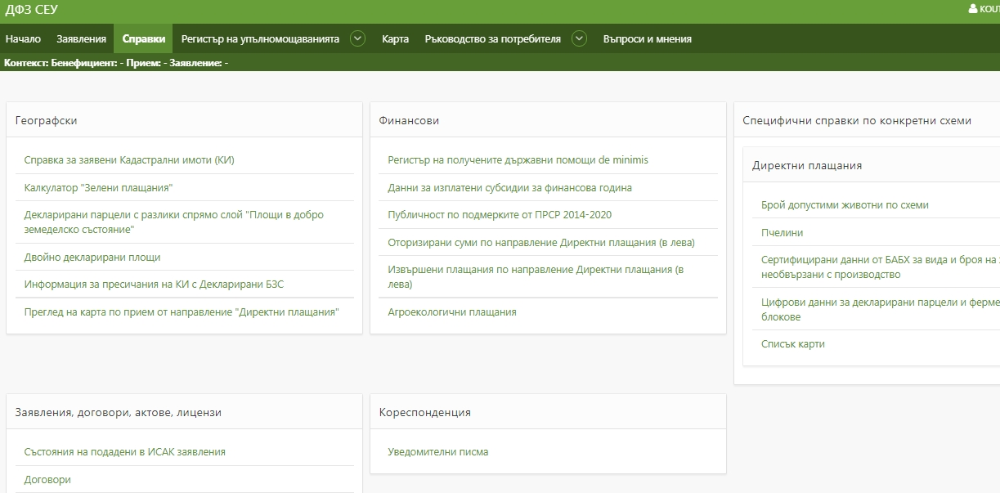 ДФЗ СЕУ
Начало Заявления Справки Регистър на упълномощаванията Карта Ръководство за потребителя Въпроси и мнения
Контекст: Бенефициент: - Прием: - Заявление: -
Географски
Справка за заявени Кадастрални имоти (КИ)
Калкулатор "Зелени плащания"
Декларирани парцели с разлики спрямо слой "Площи в добро
земеделско състояние"
Двойно декларирани площи
Информация за пресичания на КИ с Декларирани БЗС
Преглед на карта по прием от направление "Директни плащания"
Финансови
Регистър на получените държавни помощи de minimis
Данни за изплатени субсидии за финансова година
Публичност по подмерките от ПРСР 2014-2020
Оторизирани суми по направление Директни плащания (в лева)
Извършени плащания по направление Директни плащания (в
лева)
Агроекологични плащания
Специфични справки по конкретни схеми
Директни плащания
Брой допустими животни по схеми
Пчелини
Сертифицирани данни от БАБХ за вида и броя на
необвързани с производство
Цифрови данни за декларирани парцели и ферме
блокове
Списък карти
Заявления, договори, актове, лицензи
Състояния на подадени в ИСАК заявления
Договори
Кореспонденция
Уведомителни писма